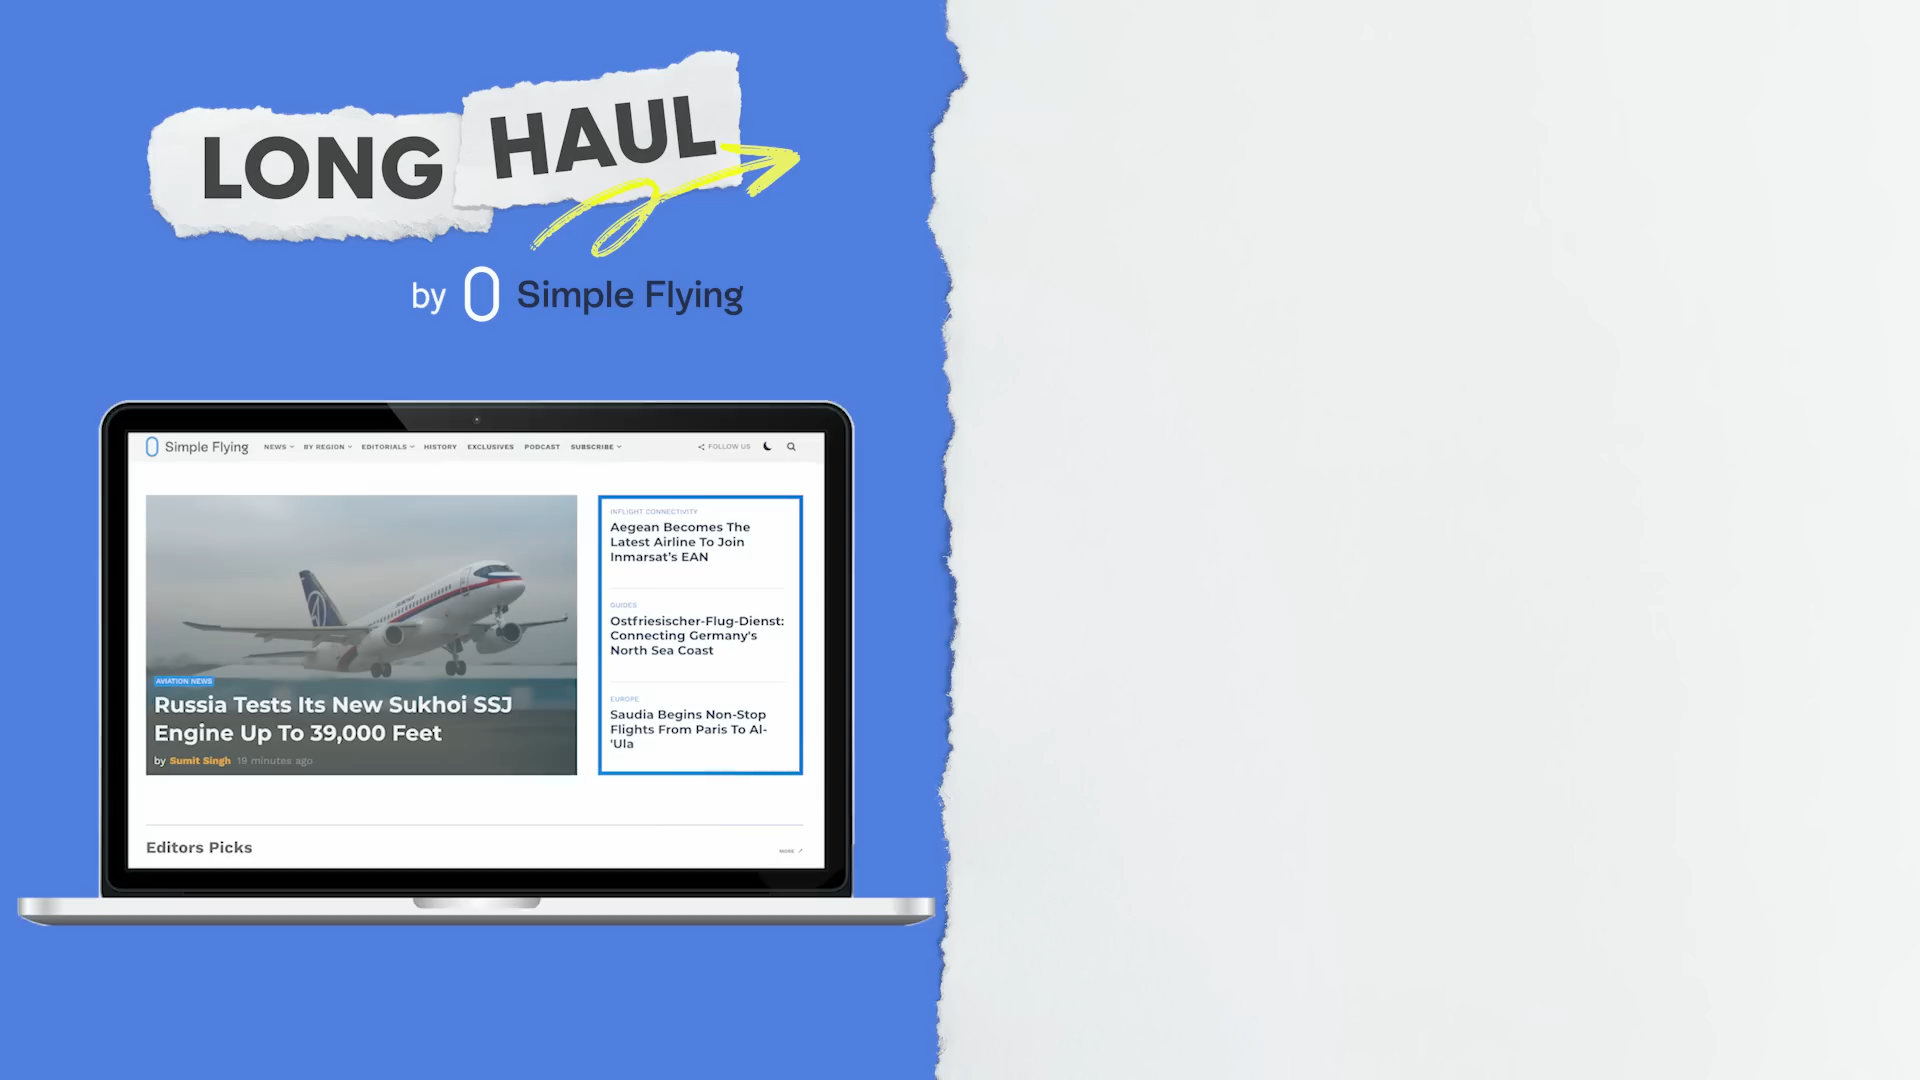 LONG HAUL
by Simple Flying
Simple Flying NEWS BY REGION EDITORIALS HISTORY EXCLUSIVES PODCAST SUBSCRIBE FOLLOW US
AVIATION NEWS
Russia Tests Its New Sukhoi SSJ
Engine Up To 39,000 Feet
by Sumit Singh 19 minutes ago
INFLIGHT CONNECTIVITY
Aegean Becomes The
Latest Airline To Join
Inmarsat's EAN
GUIDES
Ostfriesischer-Flug-Dienst:
Connecting Germany's
North Sea Coast
EUROPE
Saudia Begins Non-Stop
Flights From Paris To Al-
'Ula
Editors Picks
MORE